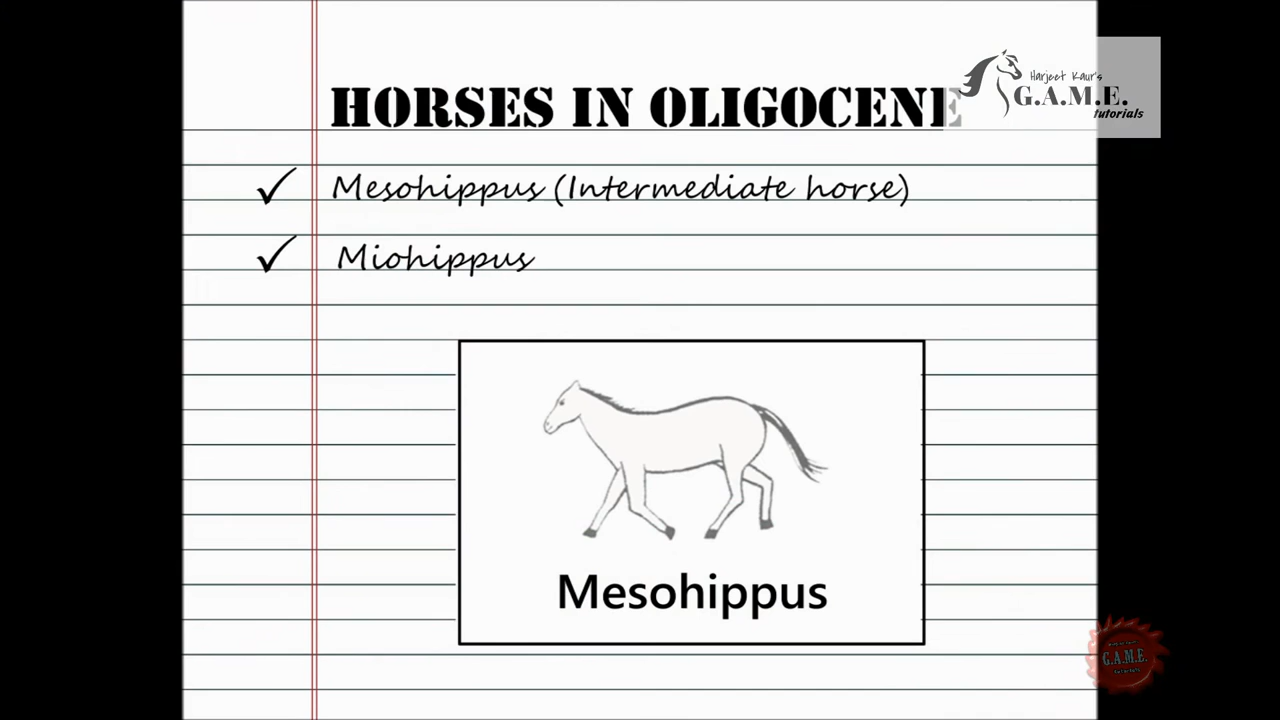 HORSES IN OLIGOCENE
Harjeet Kaur's
G.A.M.E.
tutorials
✓ Mesohippus (Intermediate horse)
✓ Miohippus
Mesohippus
G.A.M.E.